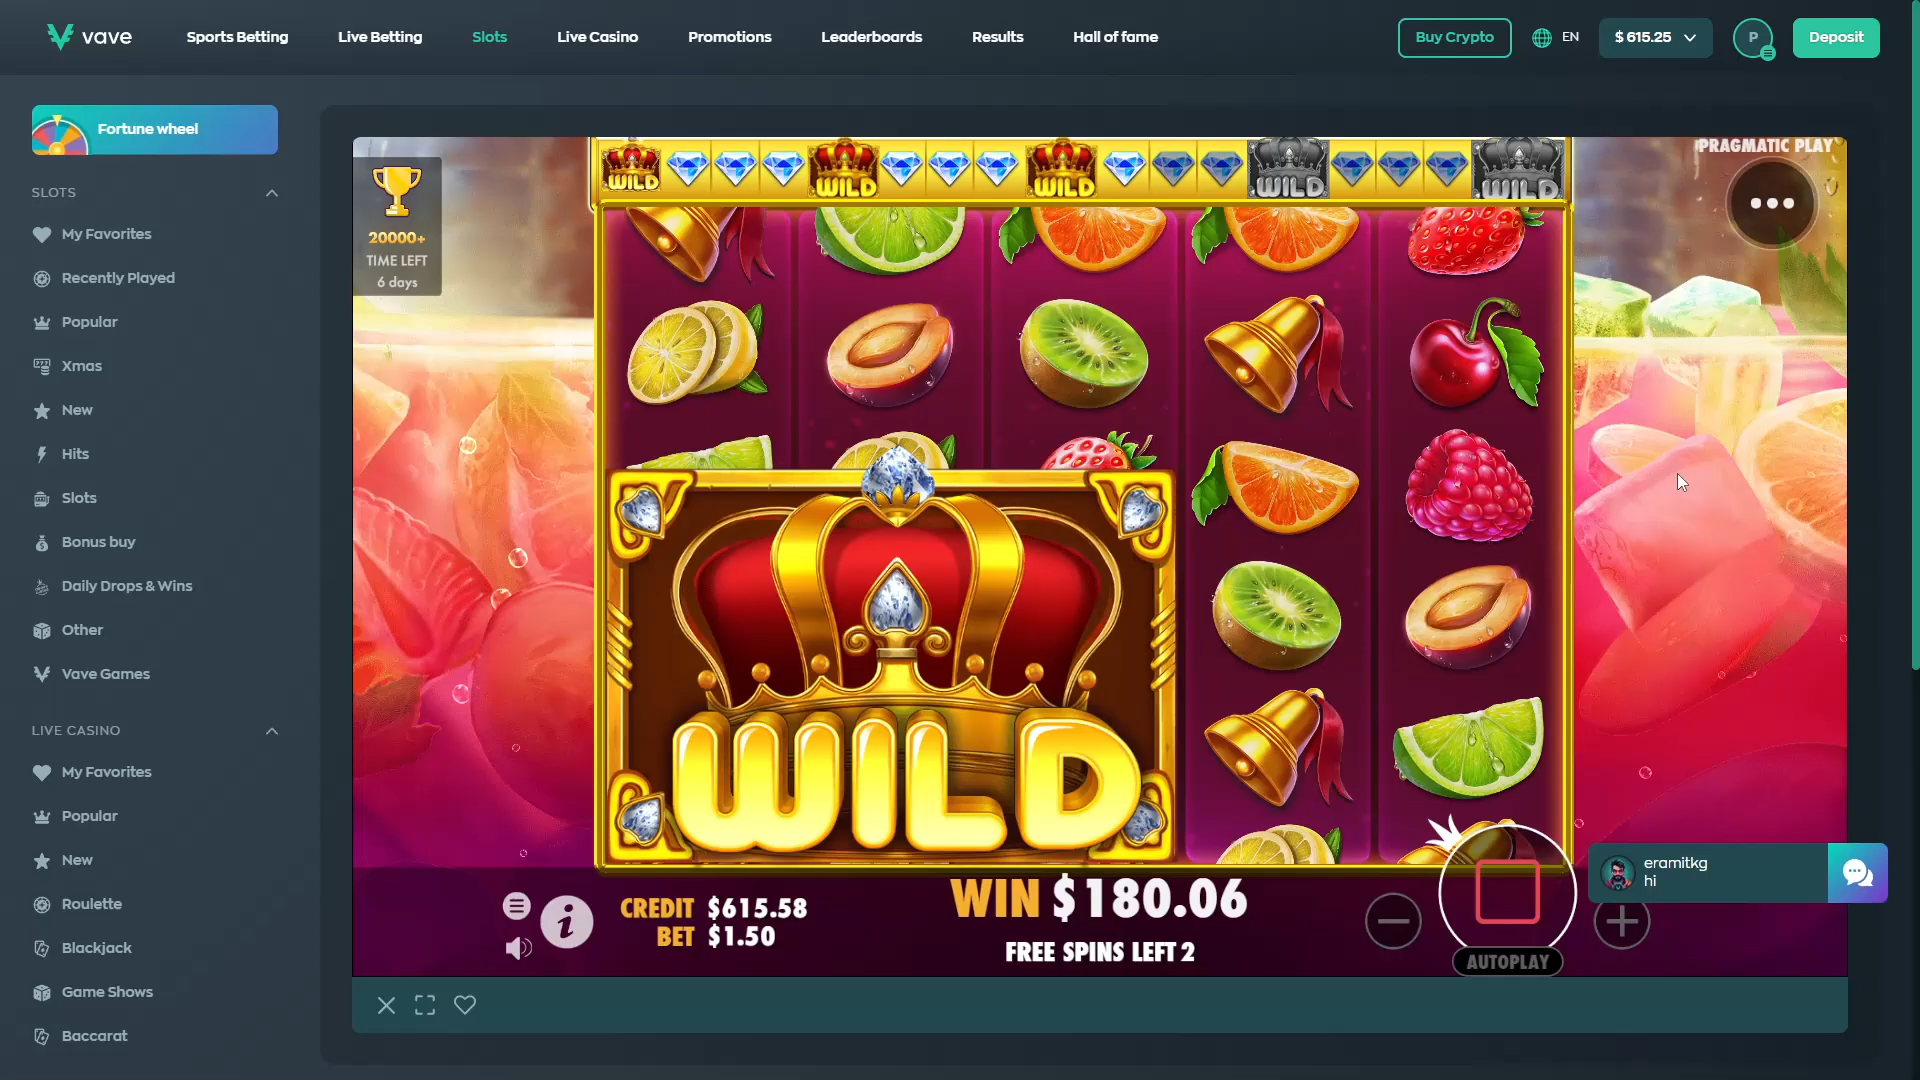 vave
Sports Betting
Live Betting
Slots
Live Casino
Promotions
Leaderboards
Results
Hall of fame
Buy Crypto
EN
$ 615.25
P
Deposit
Fortune wheel
SLOTS
My Favorites
Recently Played
Popular
Xmas
New
Hits
Slots
Bonus buy
Daily Drops & Wins
Other
Vave Games
LIVE CASINO
My Favorites
Popular
New
Roulette
Blackjack
Game Shows
Baccarat
20000+
TIME LEFT
6 days
WILD
WILD
WILD
WILD
WILD
PRAGMATIC PLAY
WILD
CREDIT $615.58
BET $1.50
WIN $180.06
FREE SPINS LEFT 2
AUTOPLAY
eramitkg
hi